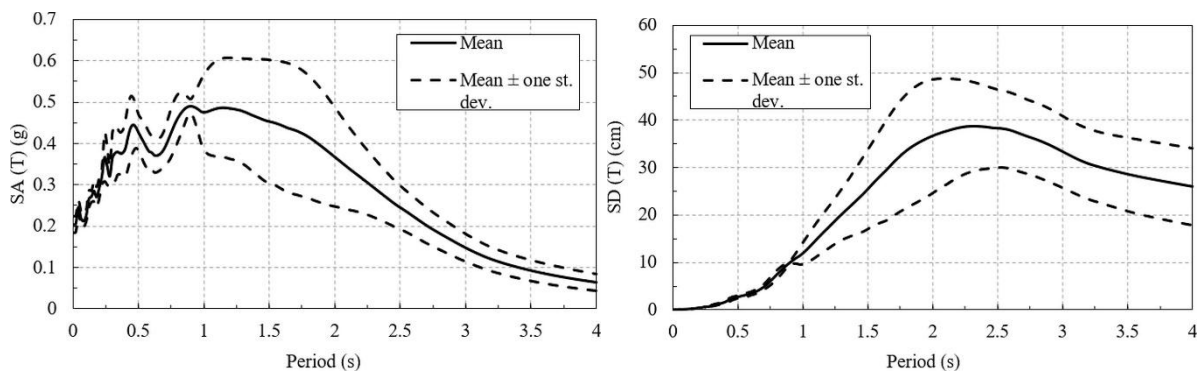 0.7
0.6
0.5
0.4
0.3
0.2
0.1
0
SA (T) (g)
Mean
Mean ± one st.
dev.
0 0.5 1 1.5 2 2.5 3 3.5 4
Period (s)
60
50
40
30
20
10
0
SD (T) (cm)
Mean
Mean ± one st.
dev.
0 0.5 1 1.5 2 2.5 3 3.5 4
Period (s)